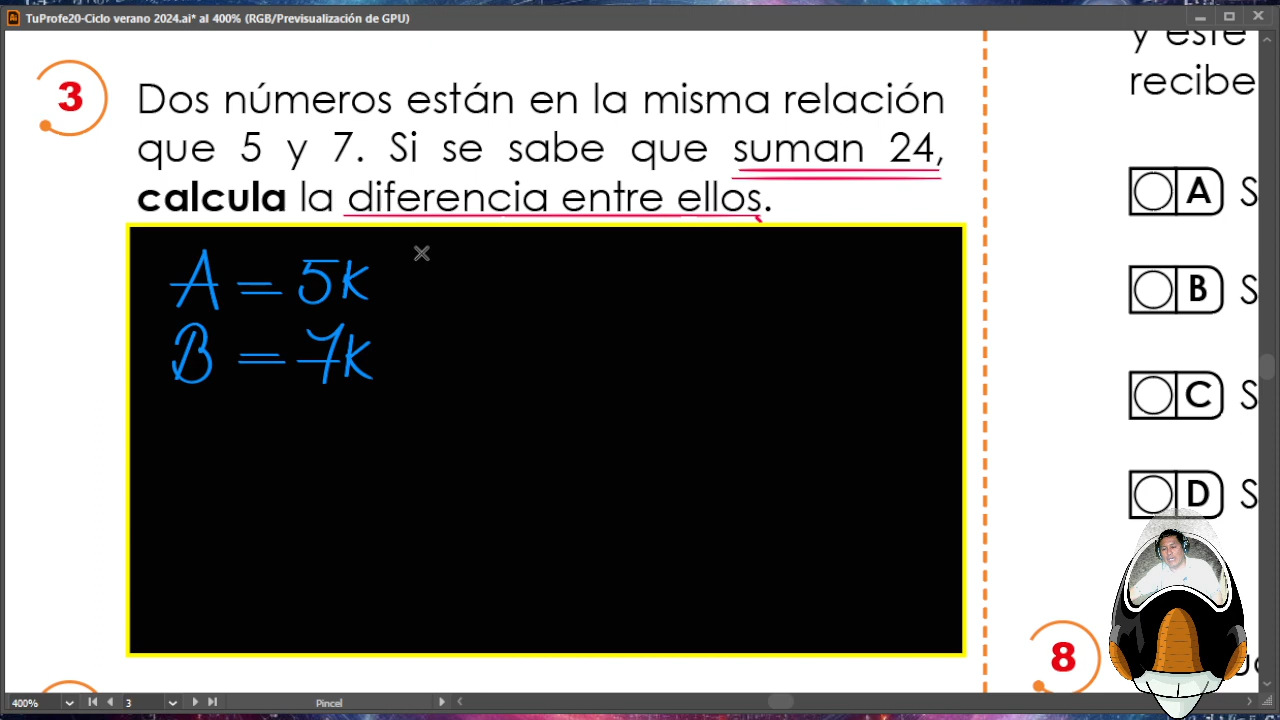 TuProfe20-Ciclo verano 2024.ai* al 400% (RGB/Previsualización de GPU)
3
Dos números están en la misma relación
que 5 y 7. Si se sabe que suman 24,
calcula la diferencia entre ellos.
A = 5K
B = 7K
y este
recibe
A S
B S
C S
D S
8
400% 3 Pincel